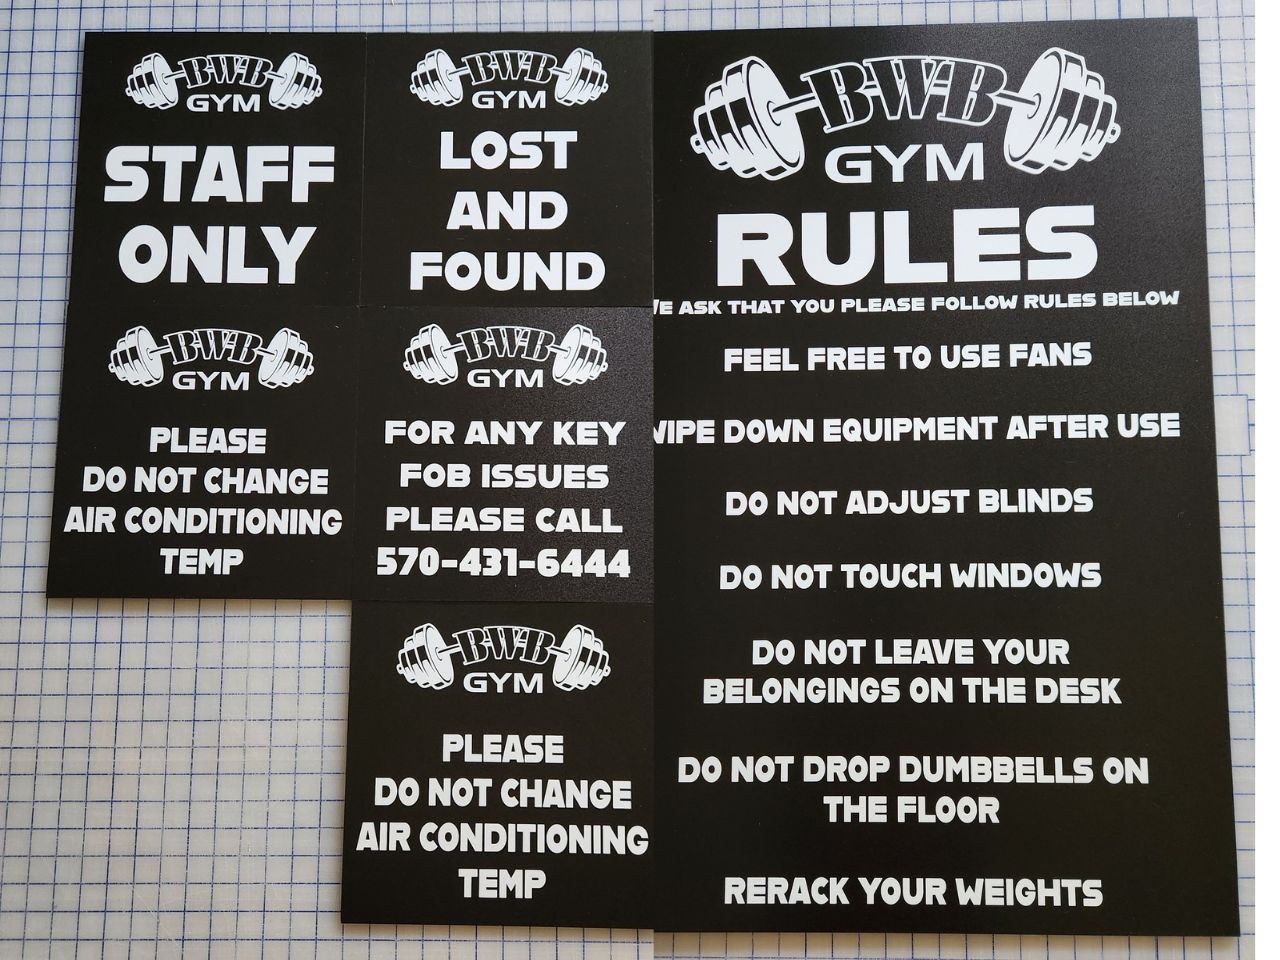 BWB
GYM
STAFF
ONLY
BWB
GYM
LOST
AND
FOUND
BWB
GYM
PLEASE
DO NOT CHANGE
AIR CONDITIONING
TEMP
BWB
GYM
FOR ANY KEY
FOB ISSUES
PLEASE CALL
570-431-6444
BWB
GYM
PLEASE
DO NOT CHANGE
AIR CONDITIONING
TEMP
BWB
GYM
RULES
ASK THAT YOU PLEASE FOLLOW RULES BELOW
FEEL FREE TO USE FANS
DOWN EQUIPMENT AFTER USE
DO NOT ADJUST BLINDS
DO NOT TOUCH WINDOWS
DO NOT LEAVE YOUR
BELONGINGS ON THE DESK
DO NOT DROP DUMBBELLS ON
THE FLOOR
RERACK YOUR WEIGHTS